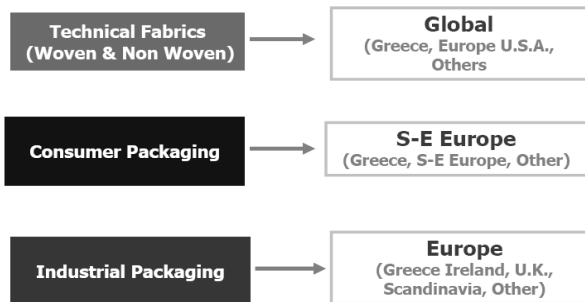 Technical Fabrics
(Woven & Non Woven)
Global
(Greece, Europe U.S.A.,
Others
Consumer Packaging
S-E Europe
(Greece, S-E Europe, Other)
Industrial Packaging
Europe
(Greece Ireland, U.K.,
Scandinavia, Other)